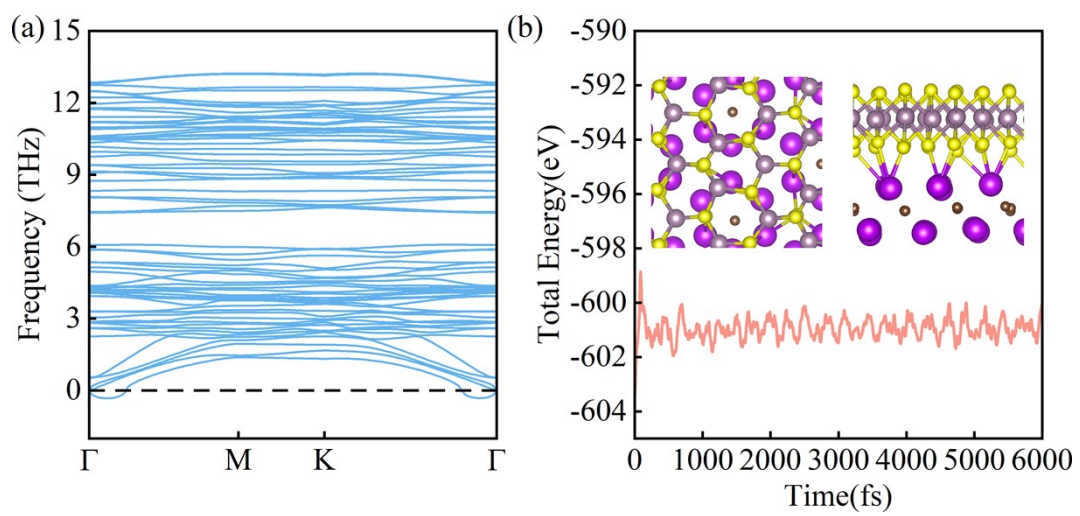 (a)
15
12
9
6
3
0
Frequency (THz)
Γ M K Γ
(b)
-590
-592
-594
-596
-598
-600
-602
-604
Total Energy(eV)
0 1000 2000 3000 4000 5000 6000
Time(fs)